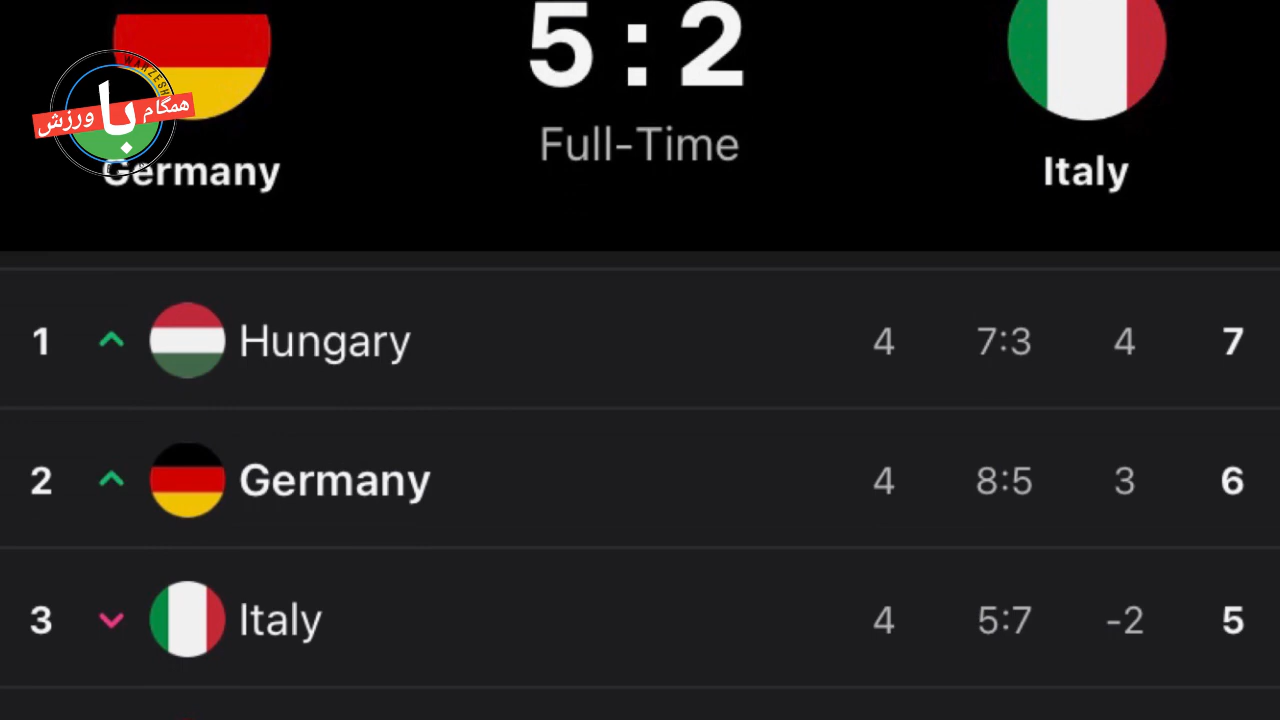 5 : 2
WARZESH
همگام با ورزش
Full-Time
Germany
Italy
1 Hungary 4 7:3 4 7
2 Germany 4 8:5 3 6
3 Italy 4 5:7 -2 5